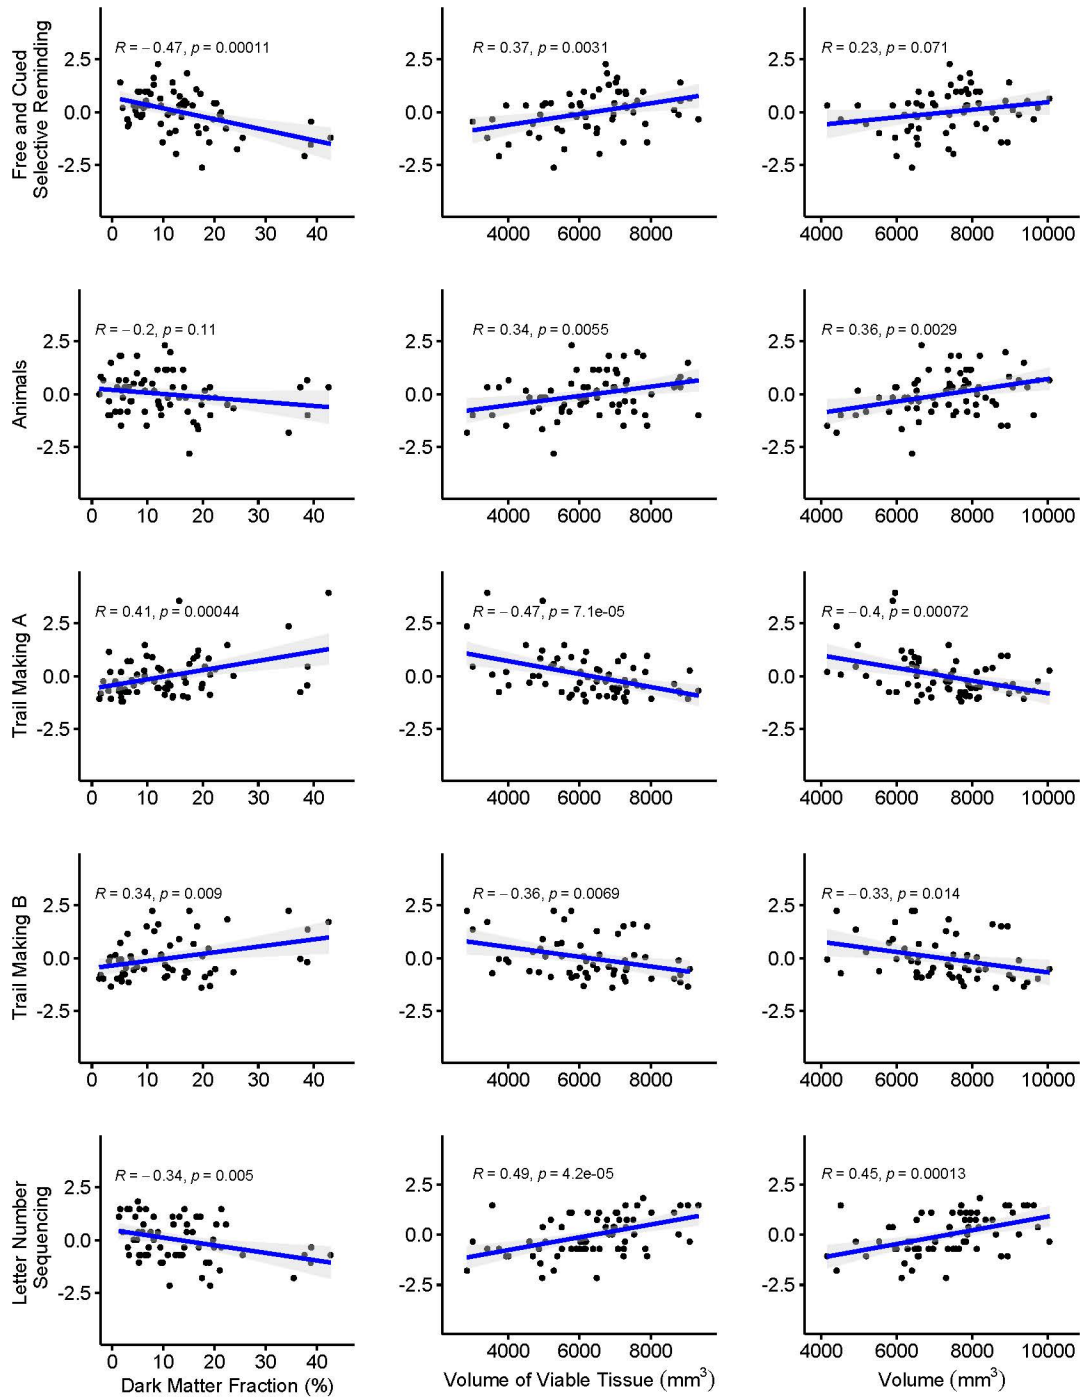 Free and Cued
Selective Reminding
R = − 0.47, p = 0.00011
R = 0.37, p = 0.0031
R = 0.23, p = 0.071
2.5
0.0
-2.5
0 10 20 30 40
2.5
0.0
-2.5
4000 6000 8000
2.5
0.0
-2.5
4000 6000 8000 10000
Animals
R = − 0.2, p = 0.11
R = 0.34, p = 0.0055
R = 0.36, p = 0.0029
2.5
0.0
-2.5
0 10 20 30 40
2.5
0.0
-2.5
4000 6000 8000
2.5
0.0
-2.5
4000 6000 8000 10000
Trail Making A
R = 0.41, p = 0.00044
R = − 0.47, p = 7.1e-05
R = − 0.4, p = 0.00072
2.5
0.0
-2.5
0 10 20 30 40
2.5
0.0
-2.5
4000 6000 8000
2.5
0.0
-2.5
4000 6000 8000 10000
Trail Making B
R = 0.34, p = 0.009
R = − 0.36, p = 0.0069
R = − 0.33, p = 0.014
2.5
0.0
-2.5
0 10 20 30 40
2.5
0.0
-2.5
4000 6000 8000
2.5
0.0
-2.5
4000 6000 8000 10000
Letter Number
Sequencing
R = − 0.34, p = 0.005
R = 0.49, p = 4.2e-05
R = 0.45, p = 0.00013
2.5
0.0
-2.5
0 10 20 30 40
2.5
0.0
-2.5
4000 6000 8000
2.5
0.0
-2.5
4000 6000 8000 10000
Dark Matter Fraction (%)
Volume of Viable Tissue (mm³)
Volume (mm³)